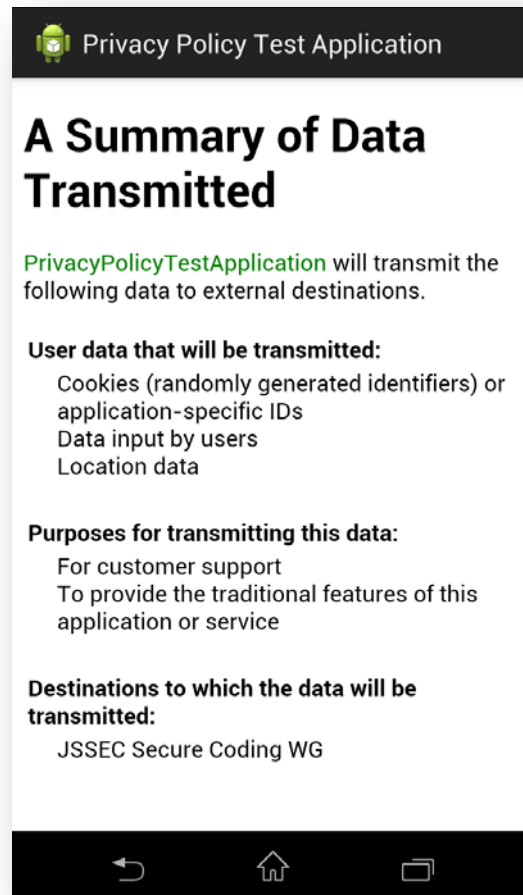 Privacy Policy Test Application
A Summary of Data
Transmitted
PrivacyPolicyTestApplication will transmit the
following data to external destinations.
User data that will be transmitted:
Cookies (randomly generated identifiers) or
application-specific IDs
Data input by users
Location data
Purposes for transmitting this data:
For customer support
To provide the traditional features of this
application or service
Destinations to which the data will be
transmitted:
JSSEC Secure Coding WG